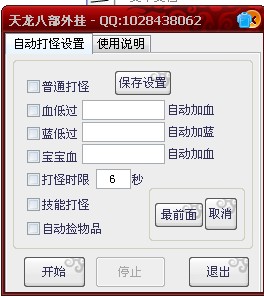 天龙八部外挂 - QQ:1028438062
自动打怪设置 使用说明
普通打怪 保存设置
血低过 自动加血
蓝低过 自动加蓝
宝宝血 自动加血
打怪时限 6 秒
技能打怪
最前面 取消
自动捡物品
开始 停止 退出